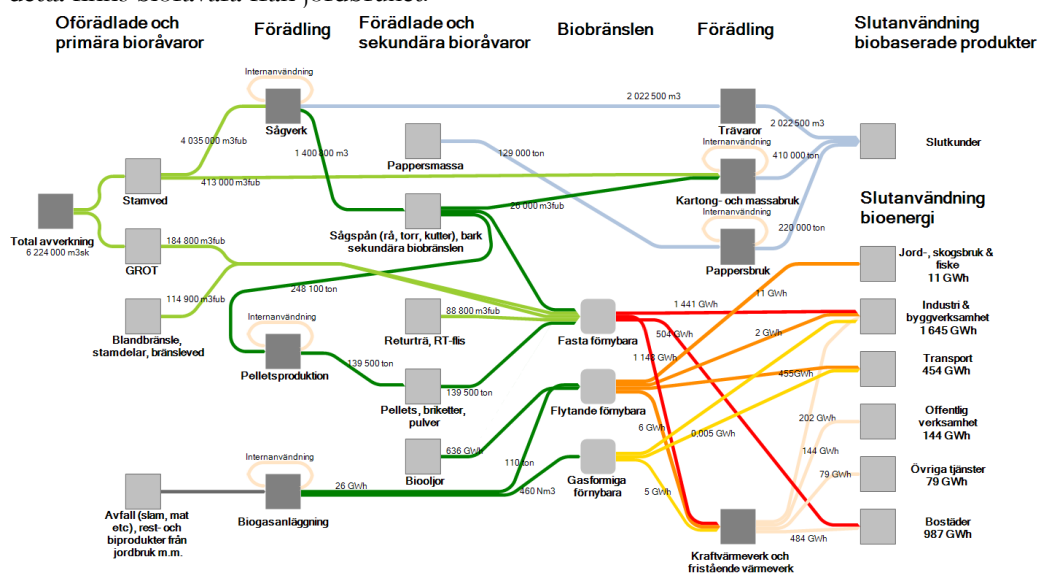 Oförädlade och
primära bioråvaror
Förädling
Förädlade och
sekundära bioråvaror
Biobränslen
Förädling
Slutanvändning
biobaserade produkter
Internanvändning
Sågverk
4 035 000 m3fub
1 400 800 m3
2 022 500 m3
Trävaror
2 022 500 m3
Internanvändning
410 000 ton
Slutkunder
Pappersmassa
129 000 ton
Stamved
413 000 m3fub
Kartong- och massabruk
26 000 m3fub
Internanvändning
220 000 ton
Slutanvändning
bioenergi
Total avverkning
6 224 000 m3sk
184 800 m3fub
GROT
Sågspån (rå, torr, kutter), bark
sekundära biobränslen
Pappersbruk
Jord-, skogsbruk &
fiske
11 GWh
248 100 ton
11 GWh
114 900 m3fub
88 800 m3fub
1 441 GWh
Industri &
byggverksamhet
1 645 GWh
Blandbränsle,
stamdelar, bränsleved
Internanvändning
Returträ, RT-flis
Fasta förnybara
504 GWh
2 GWh
Pelletsproduktion
139 500 ton
1 148 GWh
455GWh
Transport
454 GWh
139 500 ton
Pellets, briketter,
pulver
Flytande förnybara
6 GWh
0,005 GWh
202 GWh
Offentlig
verksamhet
144 GWh
636 GWh
144 GWh
Internanvändning
Biooljor
110 ton
Gasformiga
förnybara
79 GWh
Övriga tjänster
79 GWh
26 GWh
460 Nm3
5 GWh
Avfall (slam, mat
etc), rest- och
biprodukter från
jordbruk m.m.
Biogasanläggning
484 GWh
Bostäder
987 GWh
Kraftvärmeverk och
fristående värmeverk